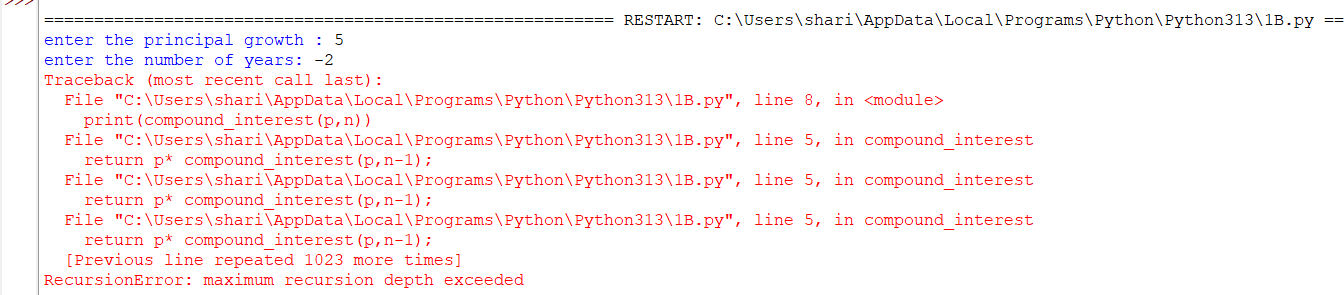 >>>
========================================================= RESTART: C:\Users\shari\AppData\Local\Programs\Python\Python313\1B.py ==
enter the principal growth : 5
enter the number of years: -2
Traceback (most recent call last):
  File "C:\Users\shari\AppData\Local\Programs\Python\Python313\1B.py", line 8, in <module>
    print(compound_interest(p,n))
  File "C:\Users\shari\AppData\Local\Programs\Python\Python313\1B.py", line 5, in compound_interest
    return p* compound_interest(p,n-1);
  File "C:\Users\shari\AppData\Local\Programs\Python\Python313\1B.py", line 5, in compound_interest
    return p* compound_interest(p,n-1);
  File "C:\Users\shari\AppData\Local\Programs\Python\Python313\1B.py", line 5, in compound_interest
    return p* compound_interest(p,n-1);
  [Previous line repeated 1023 more times]
RecursionError: maximum recursion depth exceeded